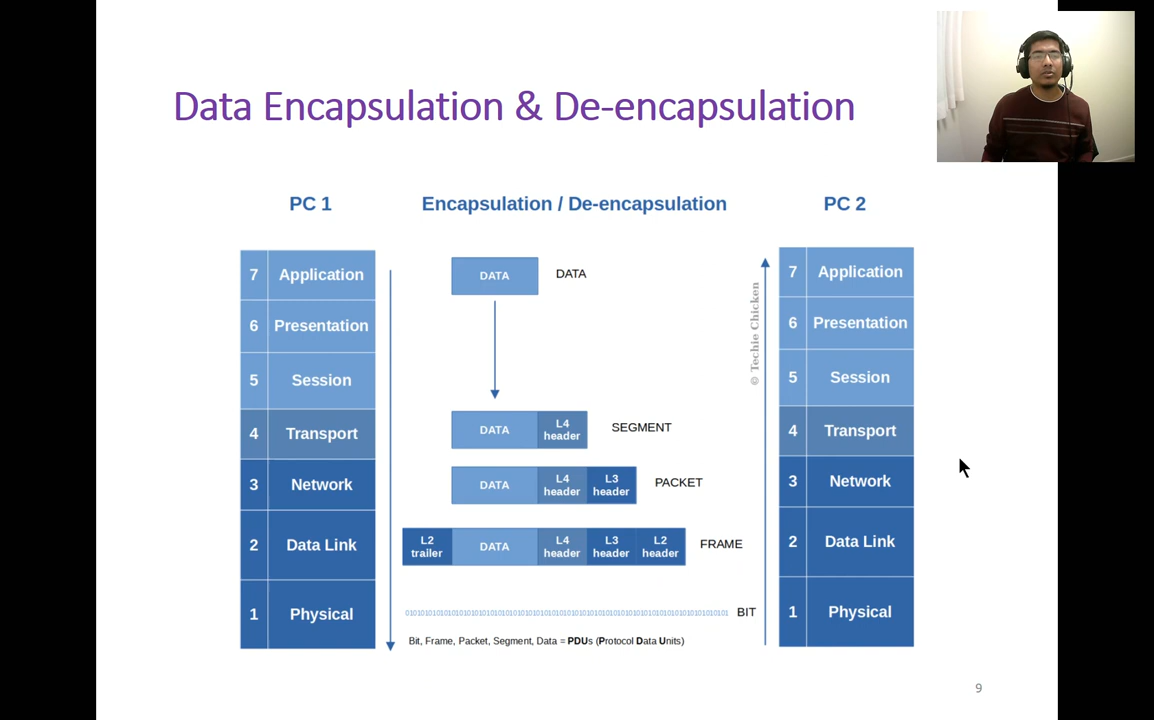 Data Encapsulation & De-encapsulation
PC 1
Encapsulation / De-encapsulation
PC 2
7 Application
6 Presentation
5 Session
4 Transport
3 Network
2 Data Link
1 Physical
DATA
DATA
DATA
L4 header
SEGMENT
DATA
L4 header
L3 header
PACKET
L2 trailer
DATA
L4 header
L3 header
L2 header
FRAME
BIT
Bit, Frame, Packet, Segment, Data = PDUs (Protocol Data Units)
© Techie Chicken
7 Application
6 Presentation
5 Session
4 Transport
3 Network
2 Data Link
1 Physical
9